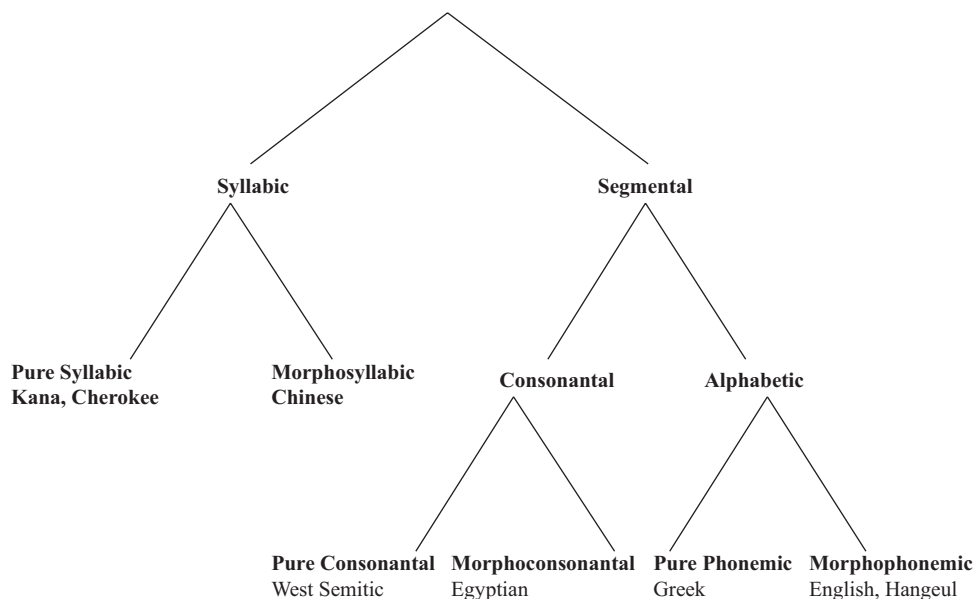 Syllabic
Segmental
Pure Syllabic
Kana, Cherokee
Morphosyllabic
Chinese
Consonantal
Alphabetic
Pure Consonantal
West Semitic
Morphoconsonantal
Egyptian
Pure Phonemic
Greek
Morphophonemic
English, Hangeul